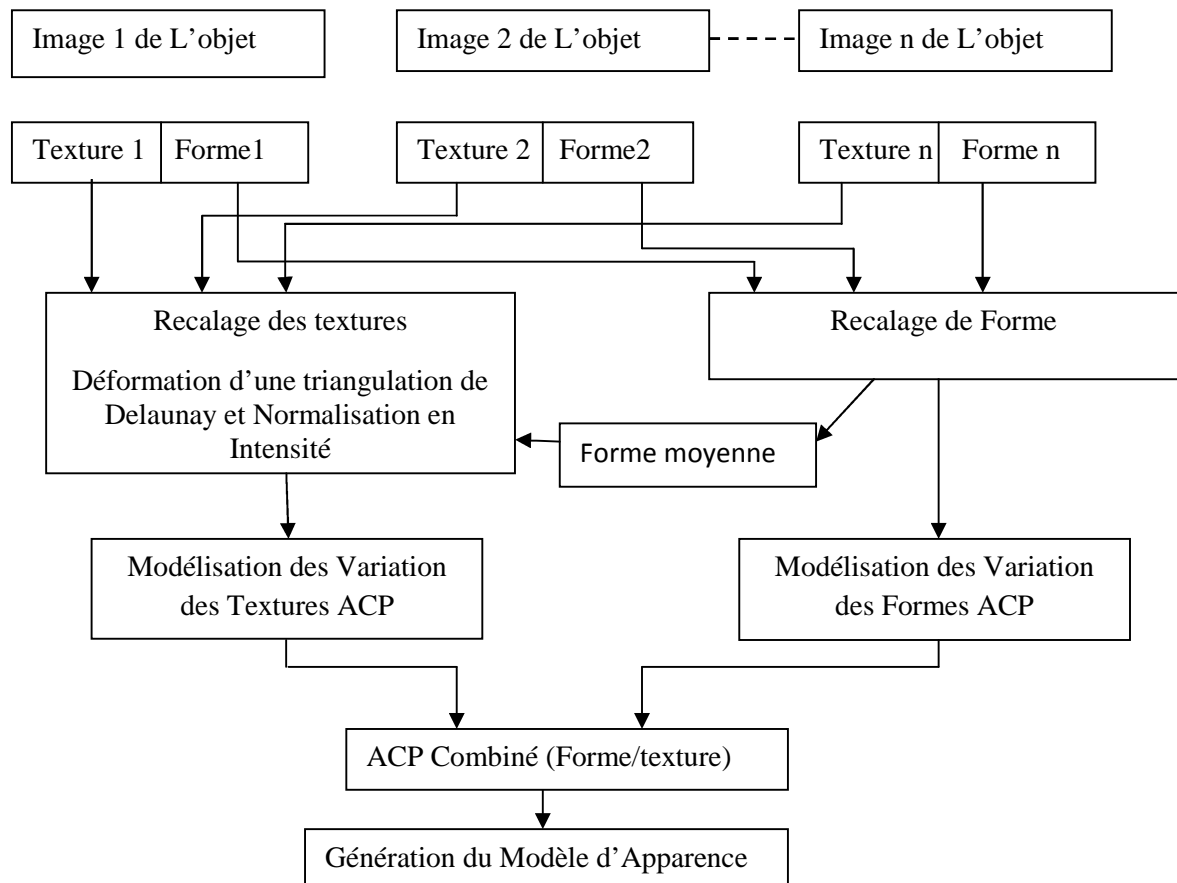 Image 1 de L’objet
Image 2 de L’objet
Image n de L’objet
Texture 1
Forme1
Texture 2
Forme2
Texture n
Forme n
Recalage des textures
Déformation d’une triangulation de
Delaunay et Normalisation en
Intensité
Recalage de Forme
Forme moyenne
Modélisation des Variation
des Textures ACP
Modélisation des Variation
des Formes ACP
ACP Combiné (Forme/texture)
Génération du Modèle d’Apparence